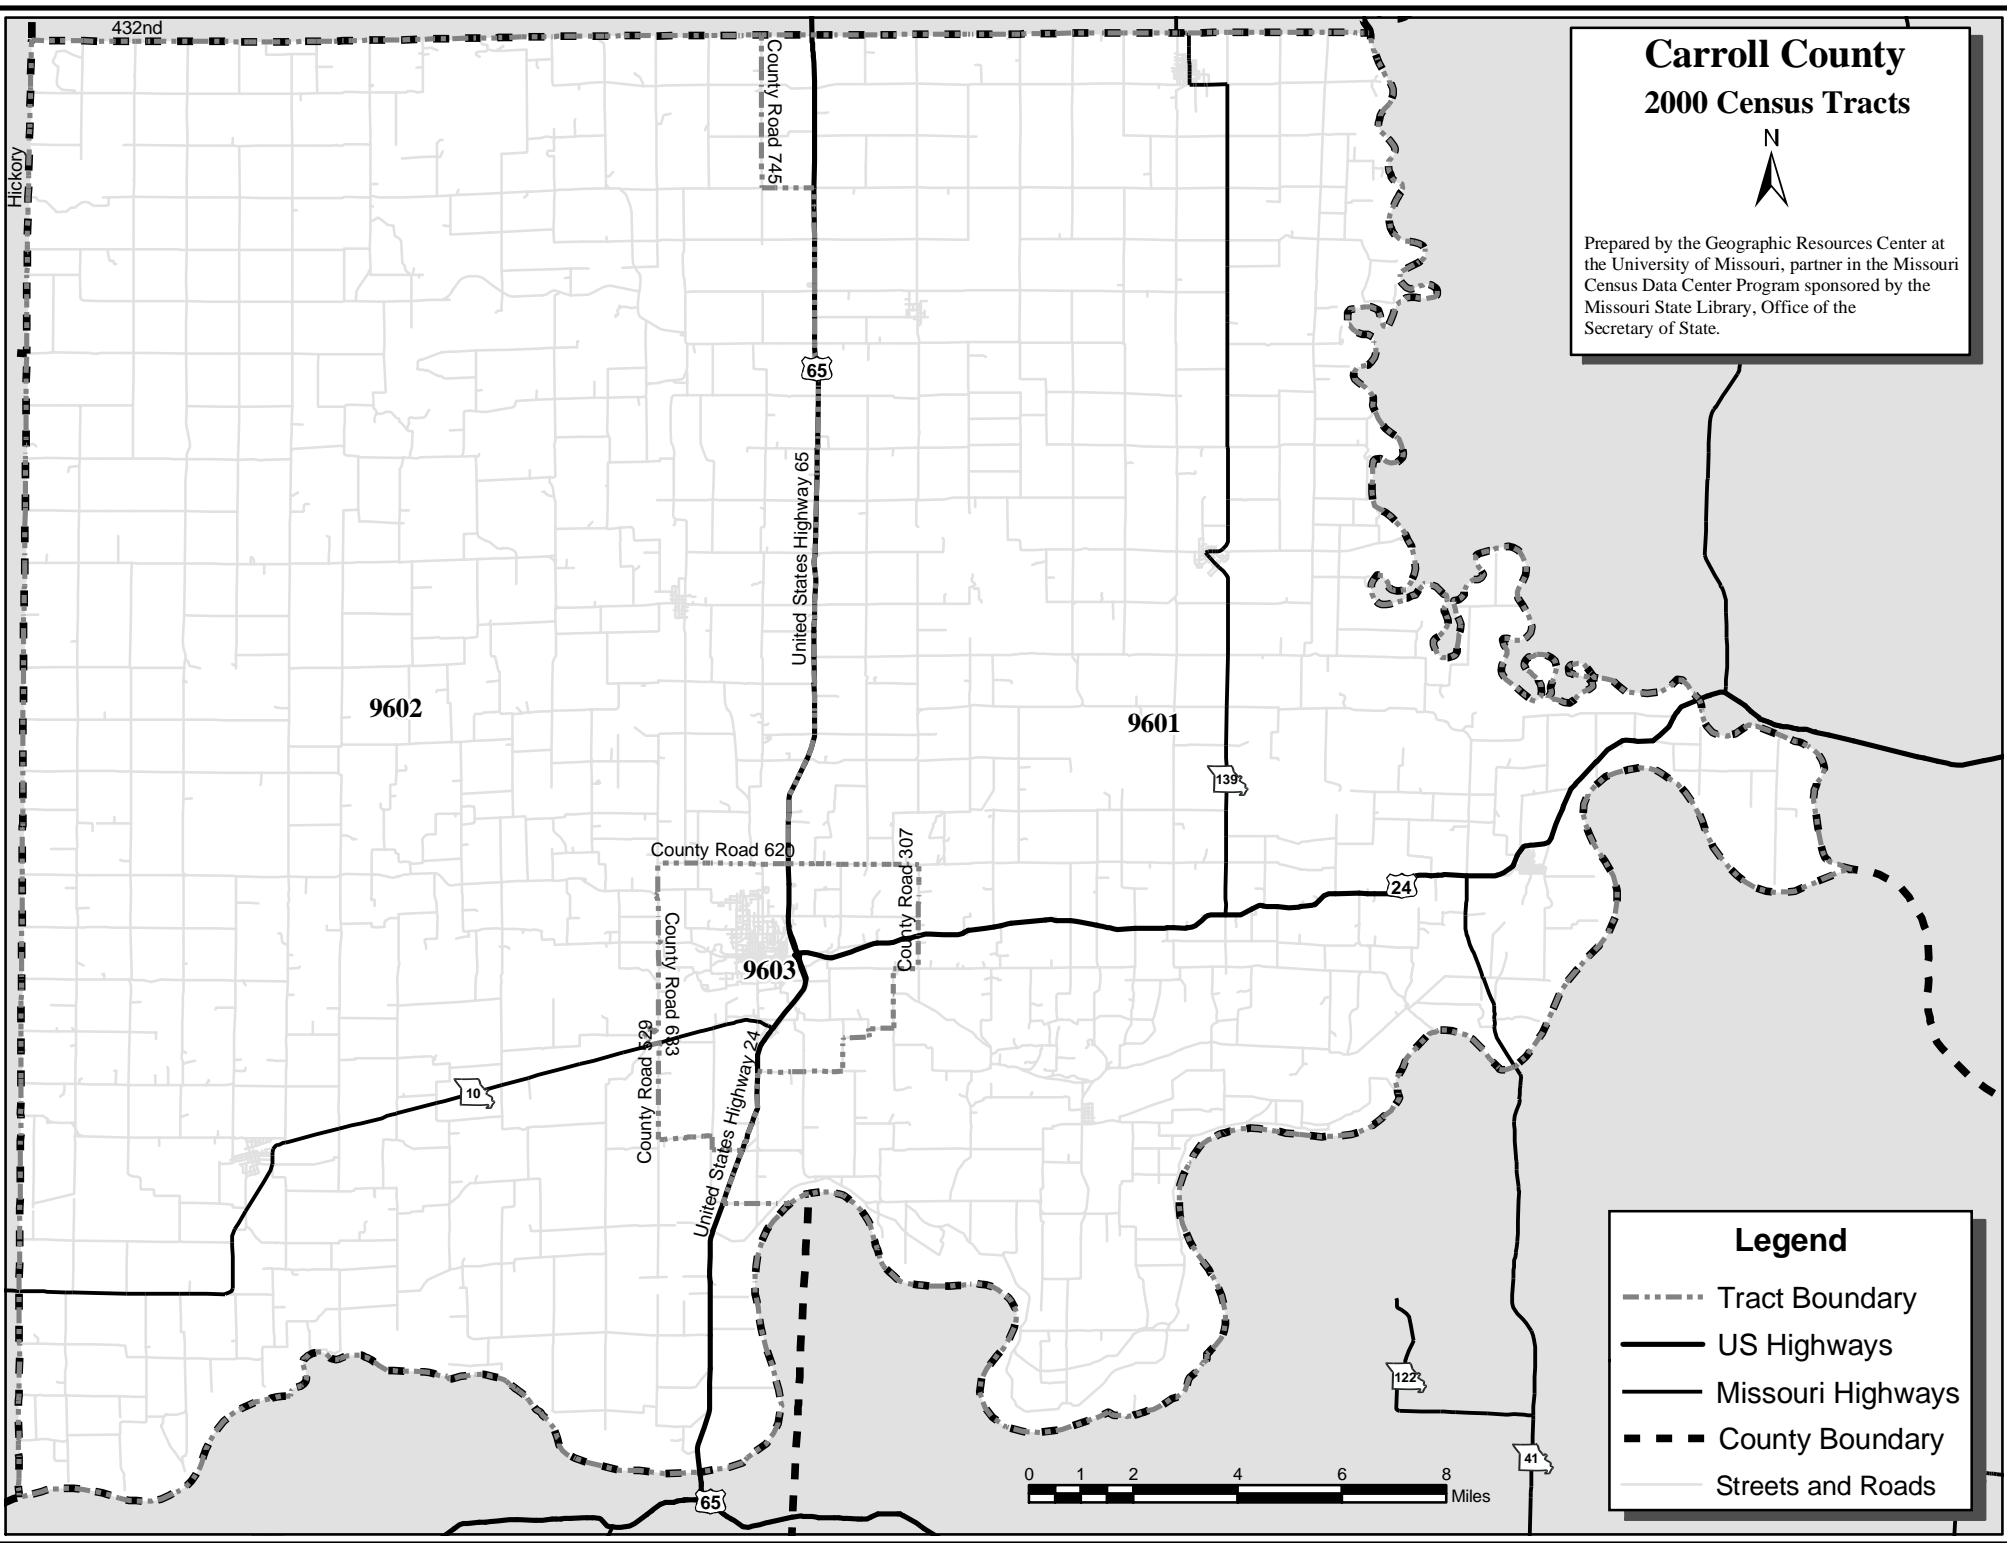 432nd
Hickory
County Road 745
Carroll County
2000 Census Tracts
N
Prepared by the Geographic Resources Center at
the University of Missouri, partner in the Missouri
Census Data Center Program sponsored by the
Missouri State Library, Office of the
Secretary of State.
65
United States Highway 65
9602
9601
139
County Road 620
County Road 307
24
County Road 683
9603
County Road 529
United States Highway 24
10
122
41
65
0 1 2 4 6 8
Miles
Legend
Tract Boundary
US Highways
Missouri Highways
County Boundary
Streets and Roads